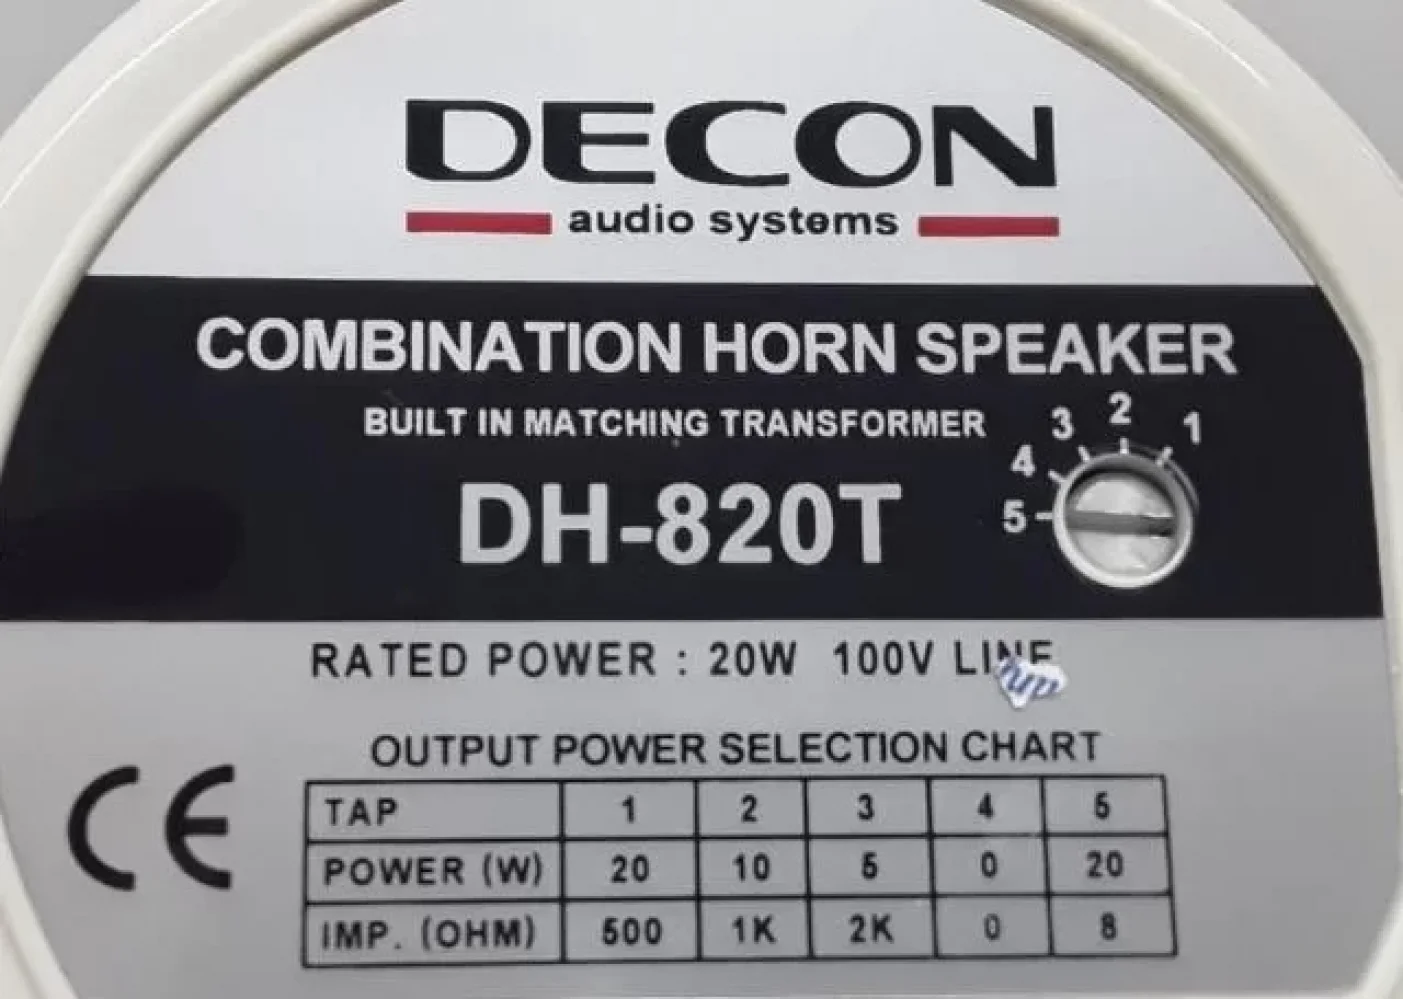 DECON
audio systems
COMBINATION HORN SPEAKER
BUILT IN MATCHING TRANSFORMER
DH-820T
1
2
3
4
5
RATED POWER : 20W 100V LINE
OUTPUT POWER SELECTION CHART
TAP 1 2 3 4 5
POWER (W) 20 10 5 0 20
IMP. (OHM) 500 1K 2K 0 8
CE